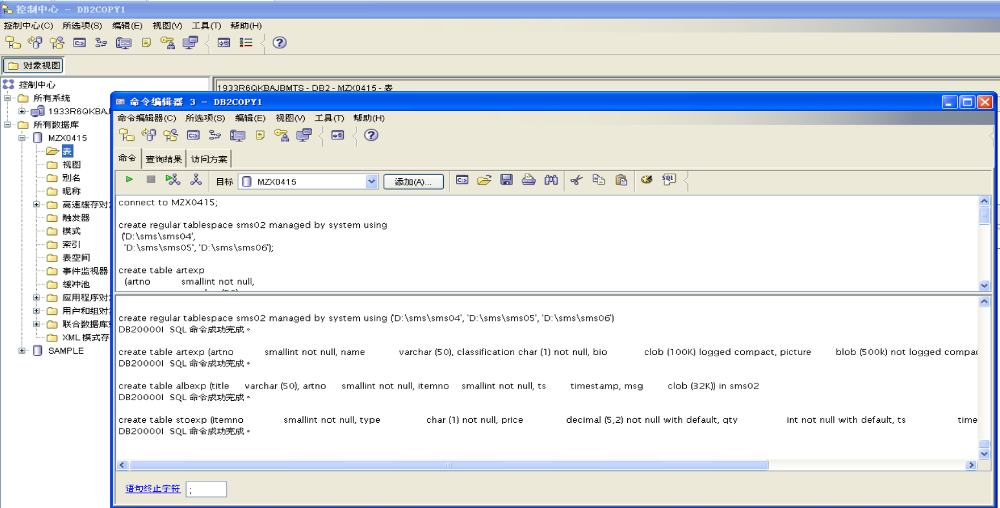 控制中心 - DB2COPY1
控制中心(C) 所选项(S) 编辑(E) 视图(V) 工具(T) 帮助(H)
对象视图
控制中心
所有系统
1933R6QKBAJ
所有数据库
MZX0415
表
视图
别名
昵称
高速缓存对
触发器
模式
索引
表空间
事件监视器
缓冲池
应用程序对
用户和组对
联合数据库
XML 模式存
SAMPLE
1933R6QKBAJBMTS - DB2 - MZX0415 - 表
命令编辑器 3 - DB2COPY1
命令编辑器(C) 所选项(S) 编辑(E) 视图(V) 工具(T) 帮助(H)
命令 查询结果 访问方案
目标 MZX0415 添加(A)... SQL
connect to MZX0415;
create regular tablespace sms02 managed by system using
('D:\sms\sms04',
'D:\sms\sms05', 'D:\sms\sms06');
create table artexp
(artno smallint not null,
create regular tablespace sms02 managed by system using ('D:\sms\sms04', 'D:\sms\sms05', 'D:\sms\sms06')
DB20000I SQL 命令成功完成。
create table artexp (artno smallint not null, name varchar (50), classification char (1) not null, bio clob (100K) logged compact, picture blob (500k) not logged compac
DB20000I SQL 命令成功完成。
create table albexp (title varchar (50), artno smallint not null, itemno smallint not null, ts timestamp, msg clob (32K)) in sms02
DB20000I SQL 命令成功完成。
create table stoexp (itemno smallint not null, type char (1) not null, price decimal (5,2) not null with default, qty int not null with default, ts time
DB20000I SQL 命令成功完成。
语句终止字符 ;